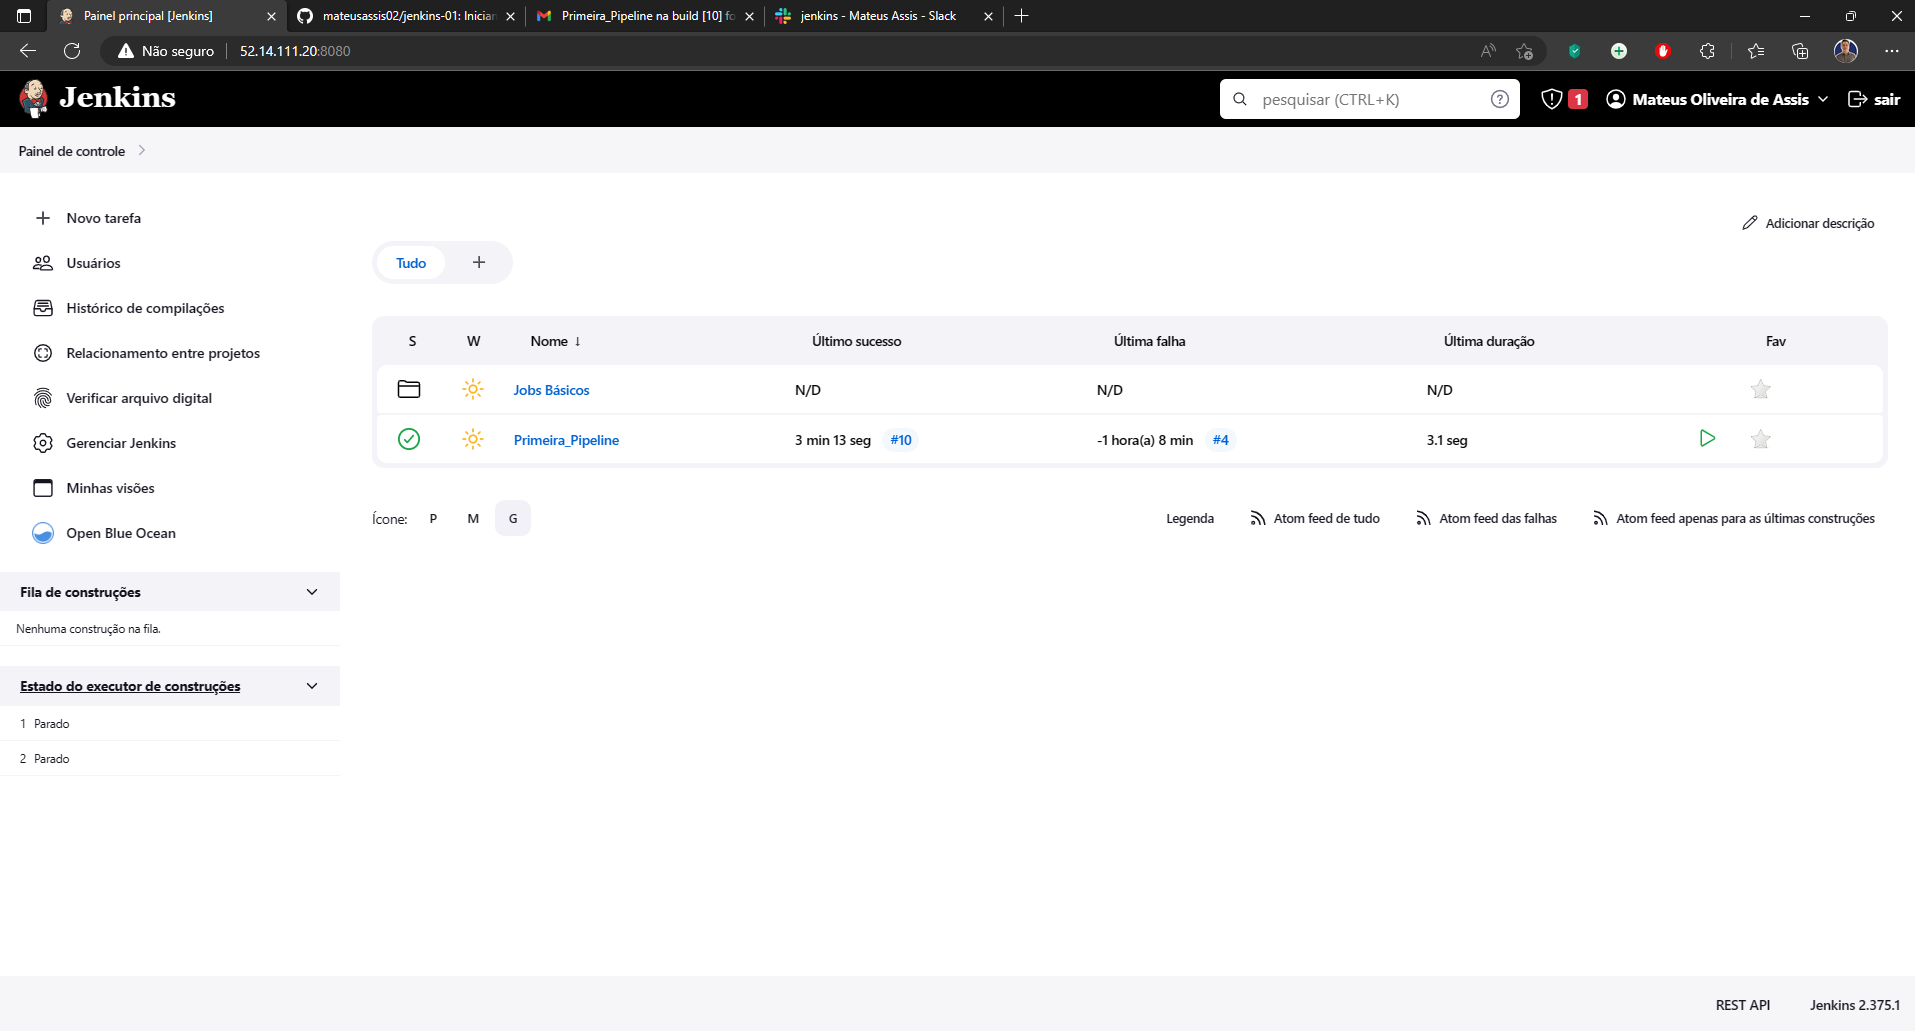 Painel principal [Jenkins]
mateusassis02/jenkins-01: Iniciar
Primeira_Pipeline na build [10] fo
jenkins - Mateus Assis - Slack
Não seguro
52.14.111.20:8080
Jenkins
pesquisar (CTRL+K)
1
Mateus Oliveira de Assis
sair
Painel de controle
Novo tarefa
Usuários
Histórico de compilações
Relacionamento entre projetos
Verificar arquivo digital
Gerenciar Jenkins
Minhas visões
Open Blue Ocean
Fila de construções
Nenhuma construção na fila.
Estado do executor de construções
1 Parado
2 Parado
Adicionar descrição
Tudo +
S W Nome ↓ Último sucesso Última falha Última duração Fav
Jobs Básicos N/D N/D N/D
Primeira_Pipeline 3 min 13 seg #10 -1 hora(a) 8 min #4 3.1 seg
Ícone: P M G
Legenda
Atom feed de tudo
Atom feed das falhas
Atom feed apenas para as últimas construções
REST API
Jenkins 2.375.1